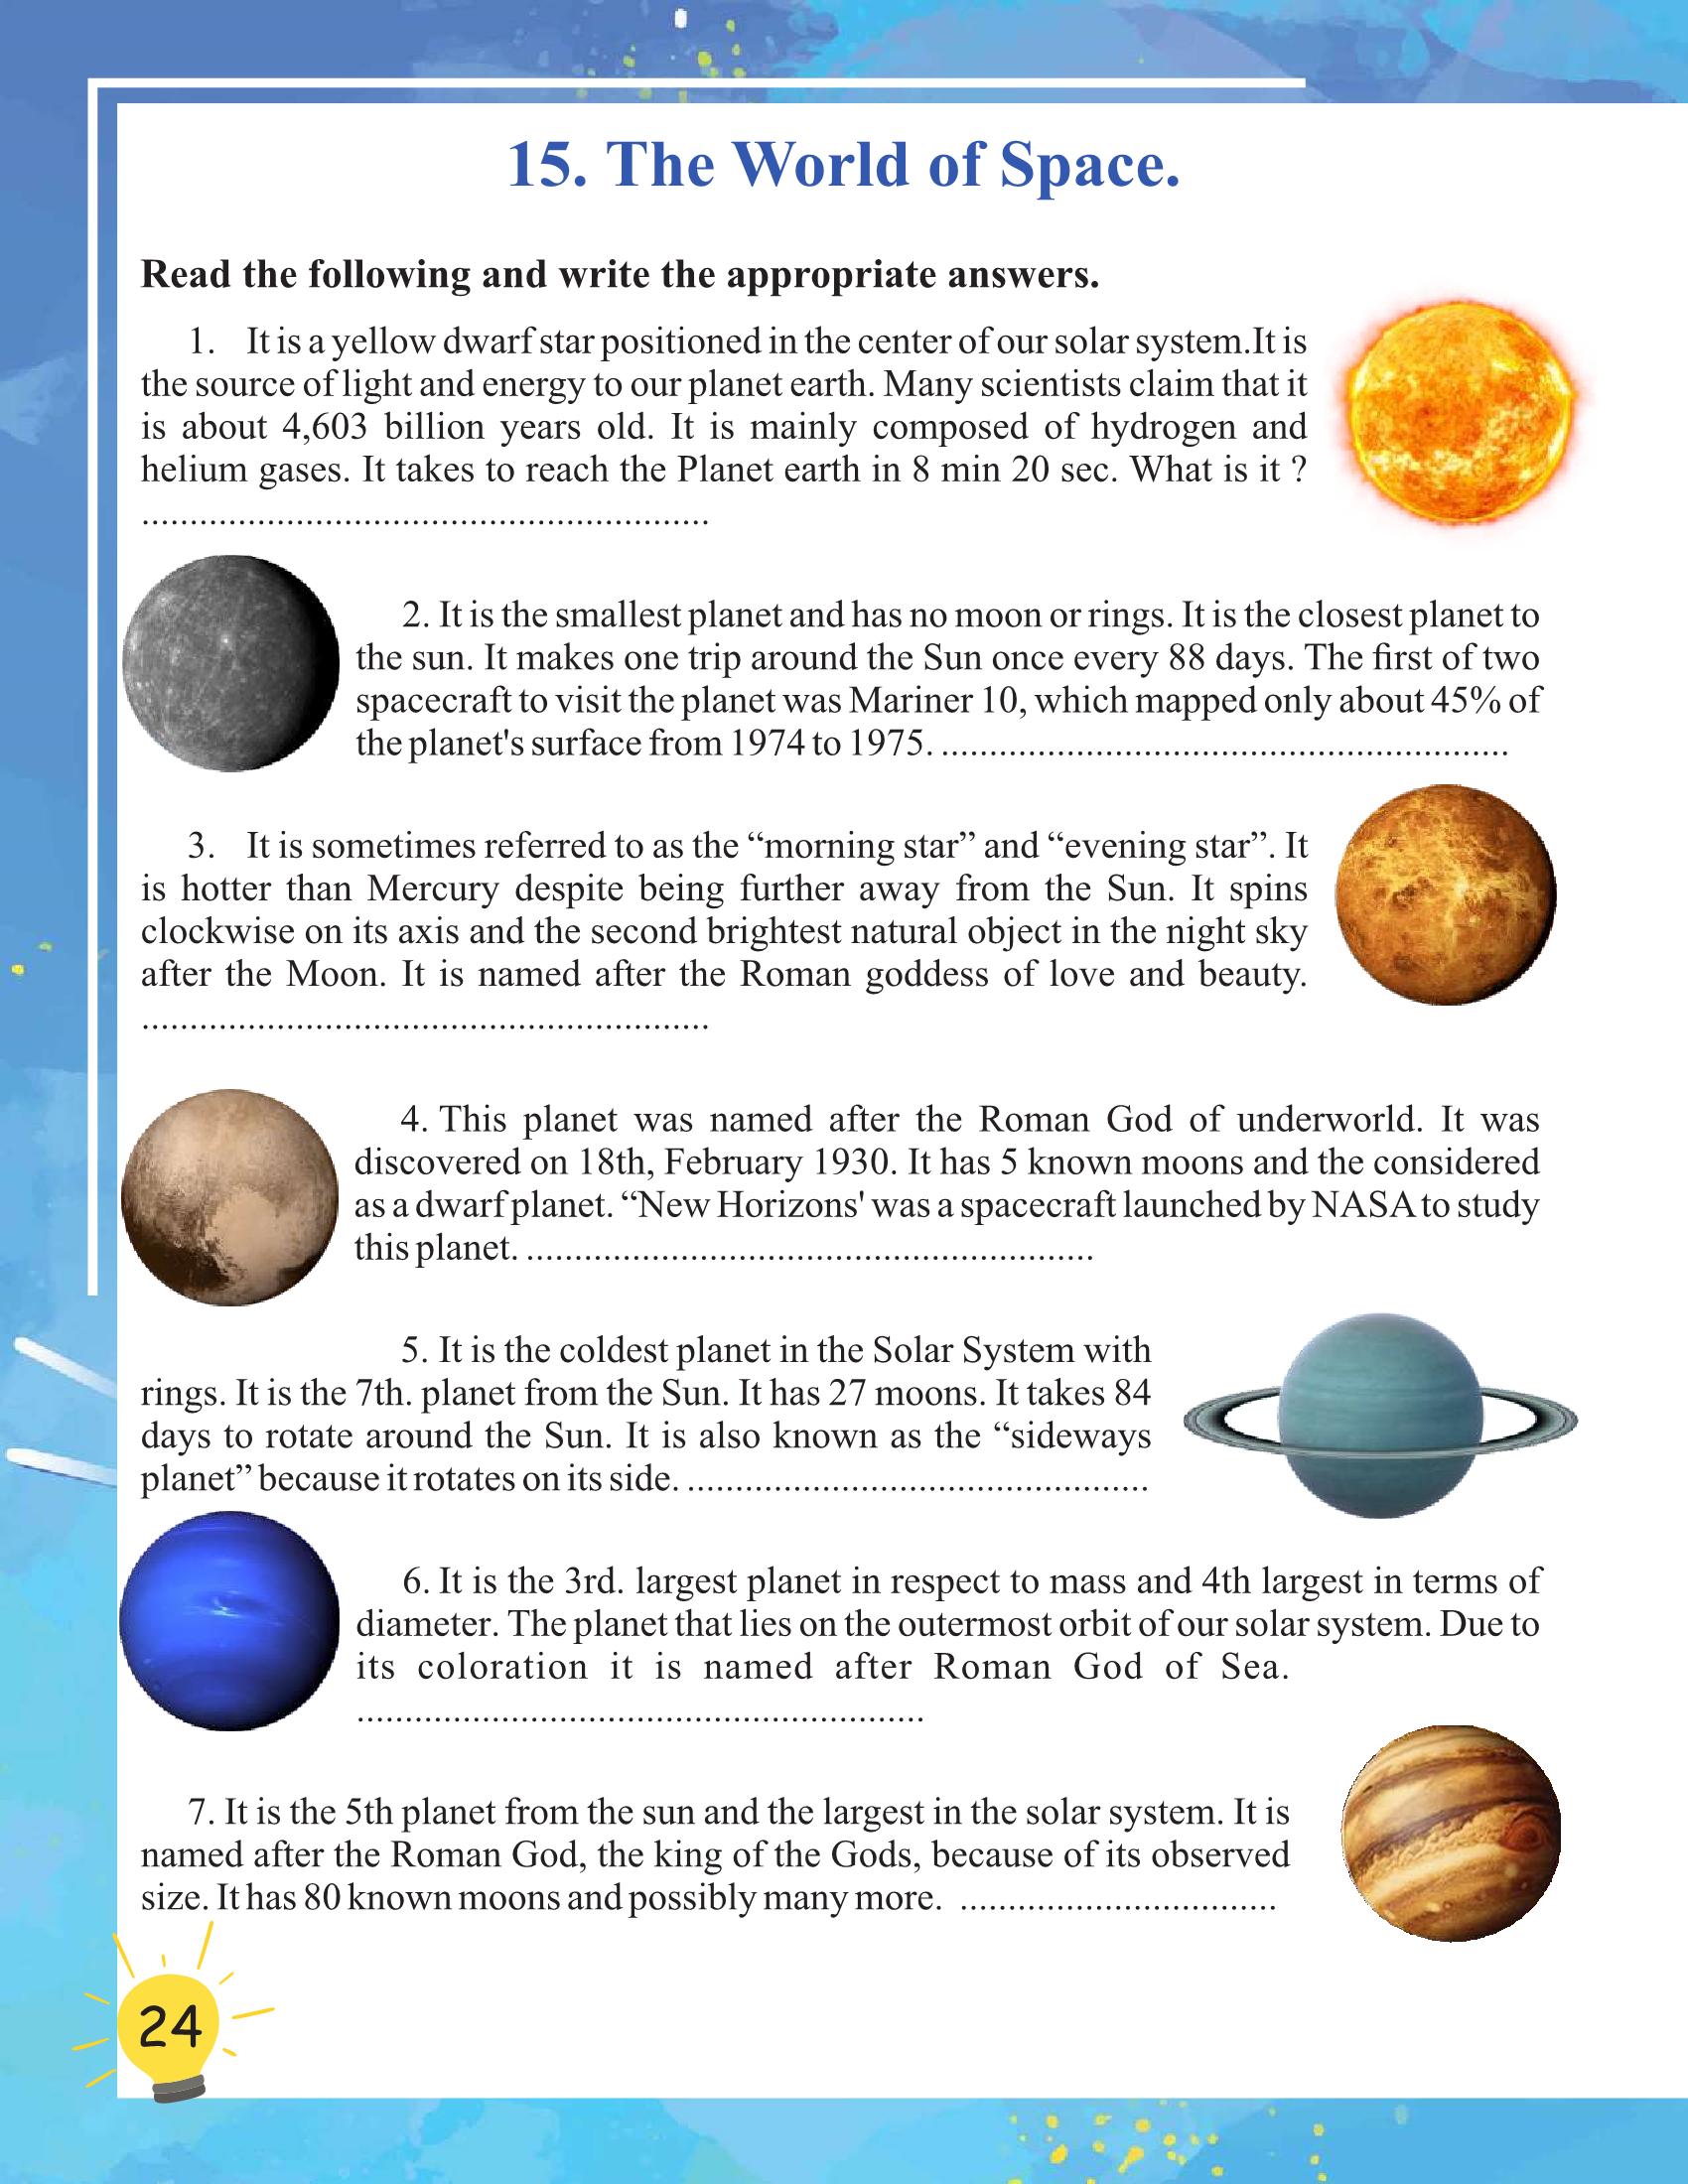 15. The World of Space.
Read the following and write the appropriate answers.
1. It is a yellow dwarf star positioned in the center of our solar system.It is
the source of light and energy to our planet earth. Many scientists claim that it
is about 4,603 billion years old. It is mainly composed of hydrogen and
helium gases. It takes to reach the Planet earth in 8 min 20 sec. What is it ?
...........................................................
2. It is the smallest planet and has no moon or rings. It is the closest planet to
the sun. It makes one trip around the Sun once every 88 days. The first of two
spacecraft to visit the planet was Mariner 10, which mapped only about 45% of
the planet's surface from 1974 to 1975. ...........................................................
3. It is sometimes referred to as the “morning star” and “evening star”. It
is hotter than Mercury despite being further away from the Sun. It spins
clockwise on its axis and the second brightest natural object in the night sky
after the Moon. It is named after the Roman goddess of love and beauty.
...........................................................
4. This planet was named after the Roman God of underworld. It was
discovered on 18th, February 1930. It has 5 known moons and the considered
as a dwarf planet. “New Horizons' was a spacecraft launched by NASA to study
this planet. ...........................................................
5. It is the coldest planet in the Solar System with
rings. It is the 7th. planet from the Sun. It has 27 moons. It takes 84
days to rotate around the Sun. It is also known as the “sideways
planet” because it rotates on its side. ................................................
6. It is the 3rd. largest planet in respect to mass and 4th largest in terms of
diameter. The planet that lies on the outermost orbit of our solar system. Due to
its coloration it is named after Roman God of Sea.
...........................................................
7. It is the 5th planet from the sun and the largest in the solar system. It is
named after the Roman God, the king of the Gods, because of its observed
size. It has 80 known moons and possibly many more. .................................
24